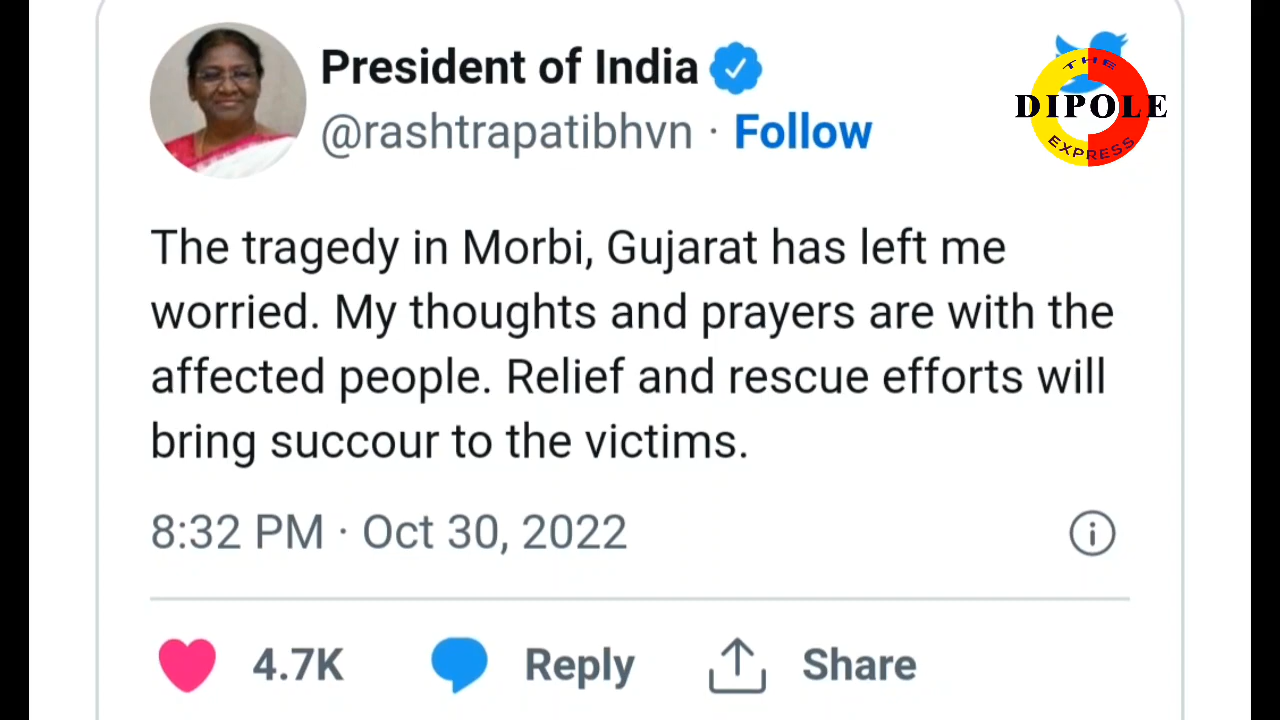 President of India
@rashtrapatibhvn · Follow
THE
DIPOLE
EXPRESS
The tragedy in Morbi, Gujarat has left me
worried. My thoughts and prayers are with the
affected people. Relief and rescue efforts will
bring succour to the victims.
8:32 PM · Oct 30, 2022
4.7K Reply Share